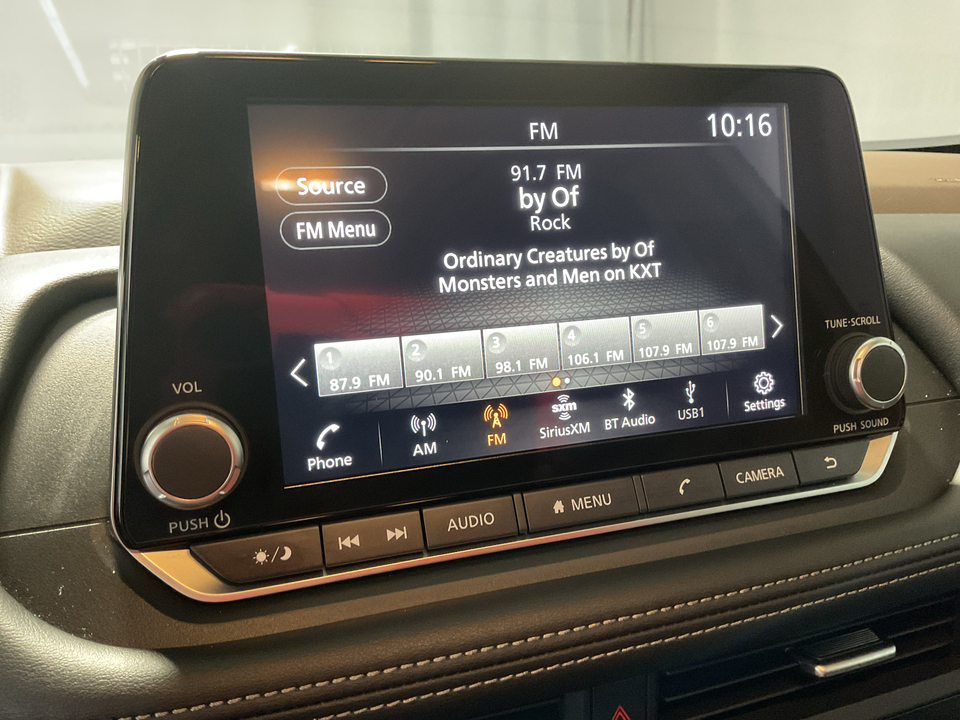 FM
10:16
Source
FM Menu
91.7 FM
by Of
Rock
Ordinary Creatures by Of
Monsters and Men on KXT
1
87.9 FM
2
90.1 FM
3
98.1 FM
4
106.1 FM
5
107.9 FM
6
107.9 FM
Phone
AM
FM
sxm
SiriusXM
BT Audio
USB1
Settings
VOL
PUSH
TUNE·SCROLL
PUSH SOUND
AUDIO
MENU
CAMERA